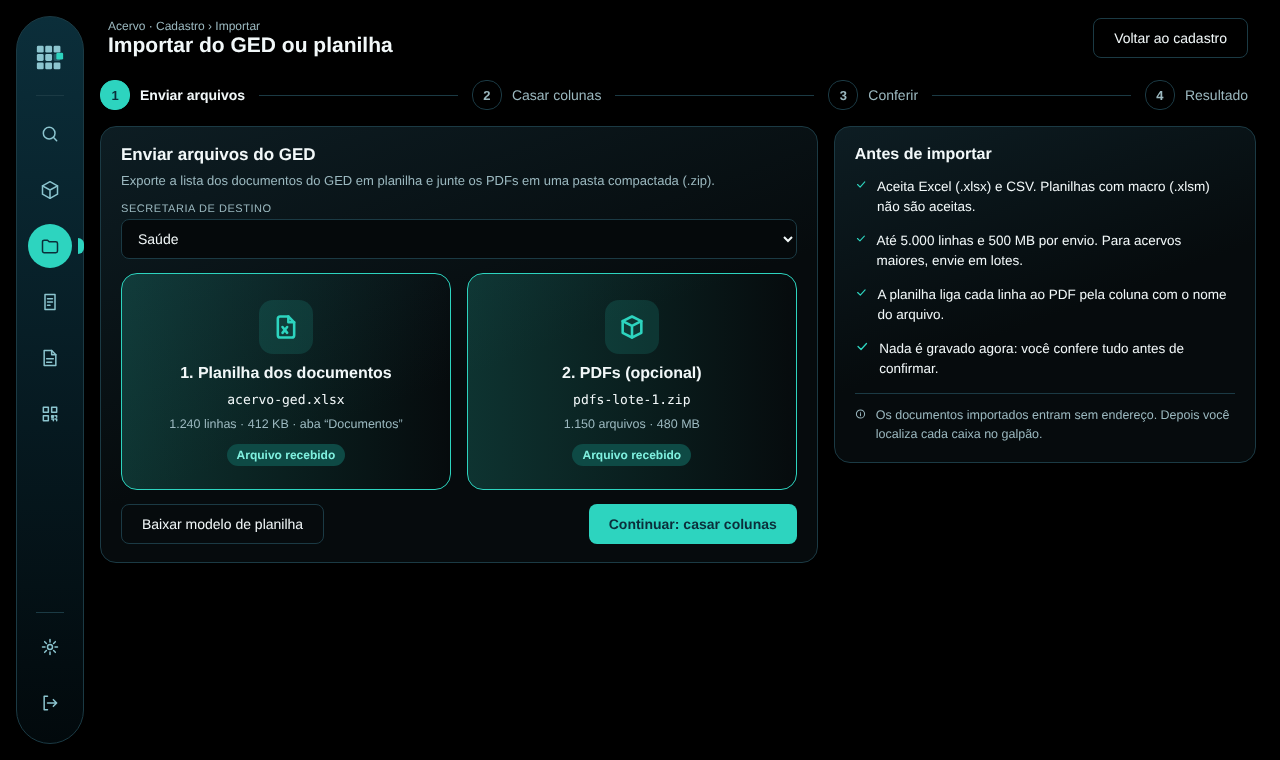 Acervo · Cadastro › Importar
Importar do GED ou planilha
Voltar ao cadastro
1 Enviar arquivos
2 Casar colunas
3 Conferir
4 Resultado
Enviar arquivos do GED
Exporte a lista dos documentos do GED em planilha e junte os PDFs em uma pasta compactada (.zip).
SECRETARIA DE DESTINO
Saúde
1. Planilha dos documentos
acervo-ged.xlsx
1.240 linhas · 412 KB · aba “Documentos”
Arquivo recebido
2. PDFs (opcional)
pdfs-lote-1.zip
1.150 arquivos · 480 MB
Arquivo recebido
Baixar modelo de planilha
Continuar: casar colunas
Antes de importar
Aceita Excel (.xlsx) e CSV. Planilhas com macro (.xlsm)
não são aceitas.
Até 5.000 linhas e 500 MB por envio. Para acervos
maiores, envie em lotes.
A planilha liga cada linha ao PDF pela coluna com o nome
do arquivo.
Nada é gravado agora: você confere tudo antes de
confirmar.
Os documentos importados entram sem endereço. Depois você
localiza cada caixa no galpão.